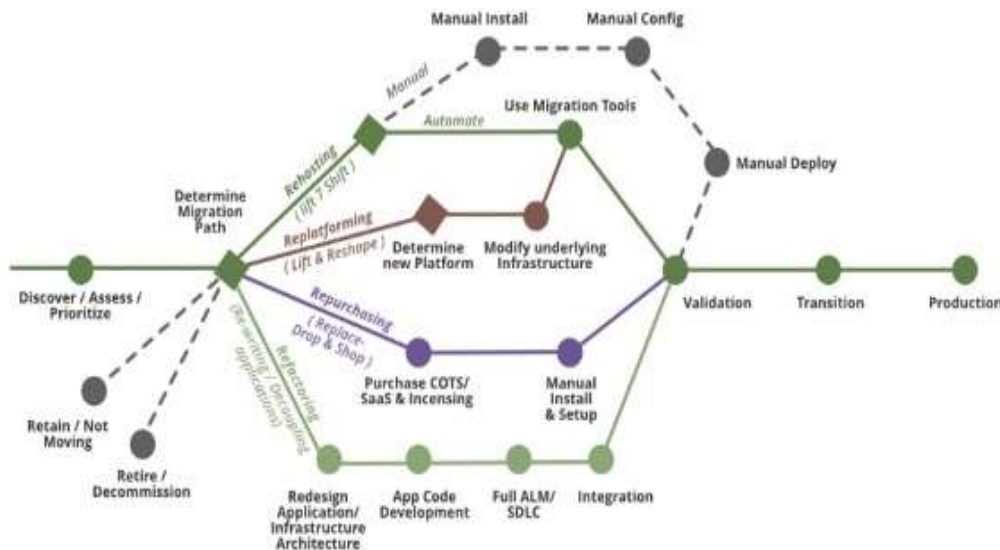 Manual Install
Manual Config
Manual
Use Migration Tools
Automate
Manual Deploy
Rehosting
( lift 7 Shift )
Determine
Migration
Path
Replatforming
( Lift & Reshape )
Determine
new Platform
Modify underlying
Infrastructure
Discover / Assess /
Prioritize
Validation
Transition
Production
Repurchasing
( Replace-
Drop & Shop )
Purchase COTS/
SaaS & Incensing
Manual
Install
& Setup
Refactoring
(Re-writing / Decoupling
applications)
Retain / Not
Moving
Retire /
Decommission
Redesign
Application/
Infrastructure
Architecture
App Code
Development
Full ALM/
SDLC
Integration